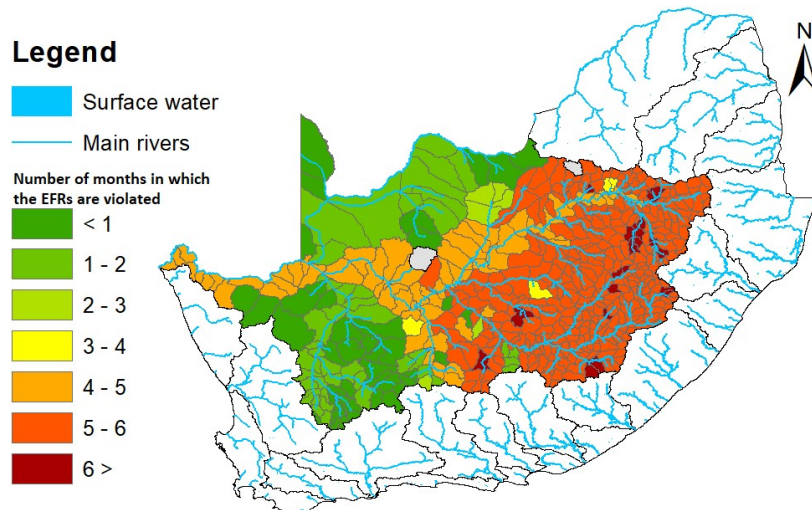 Legend
Surface water
Main rivers
Number of months in which
the EFRs are violated
< 1
1 - 2
2 - 3
3 - 4
4 - 5
5 - 6
6 >
N